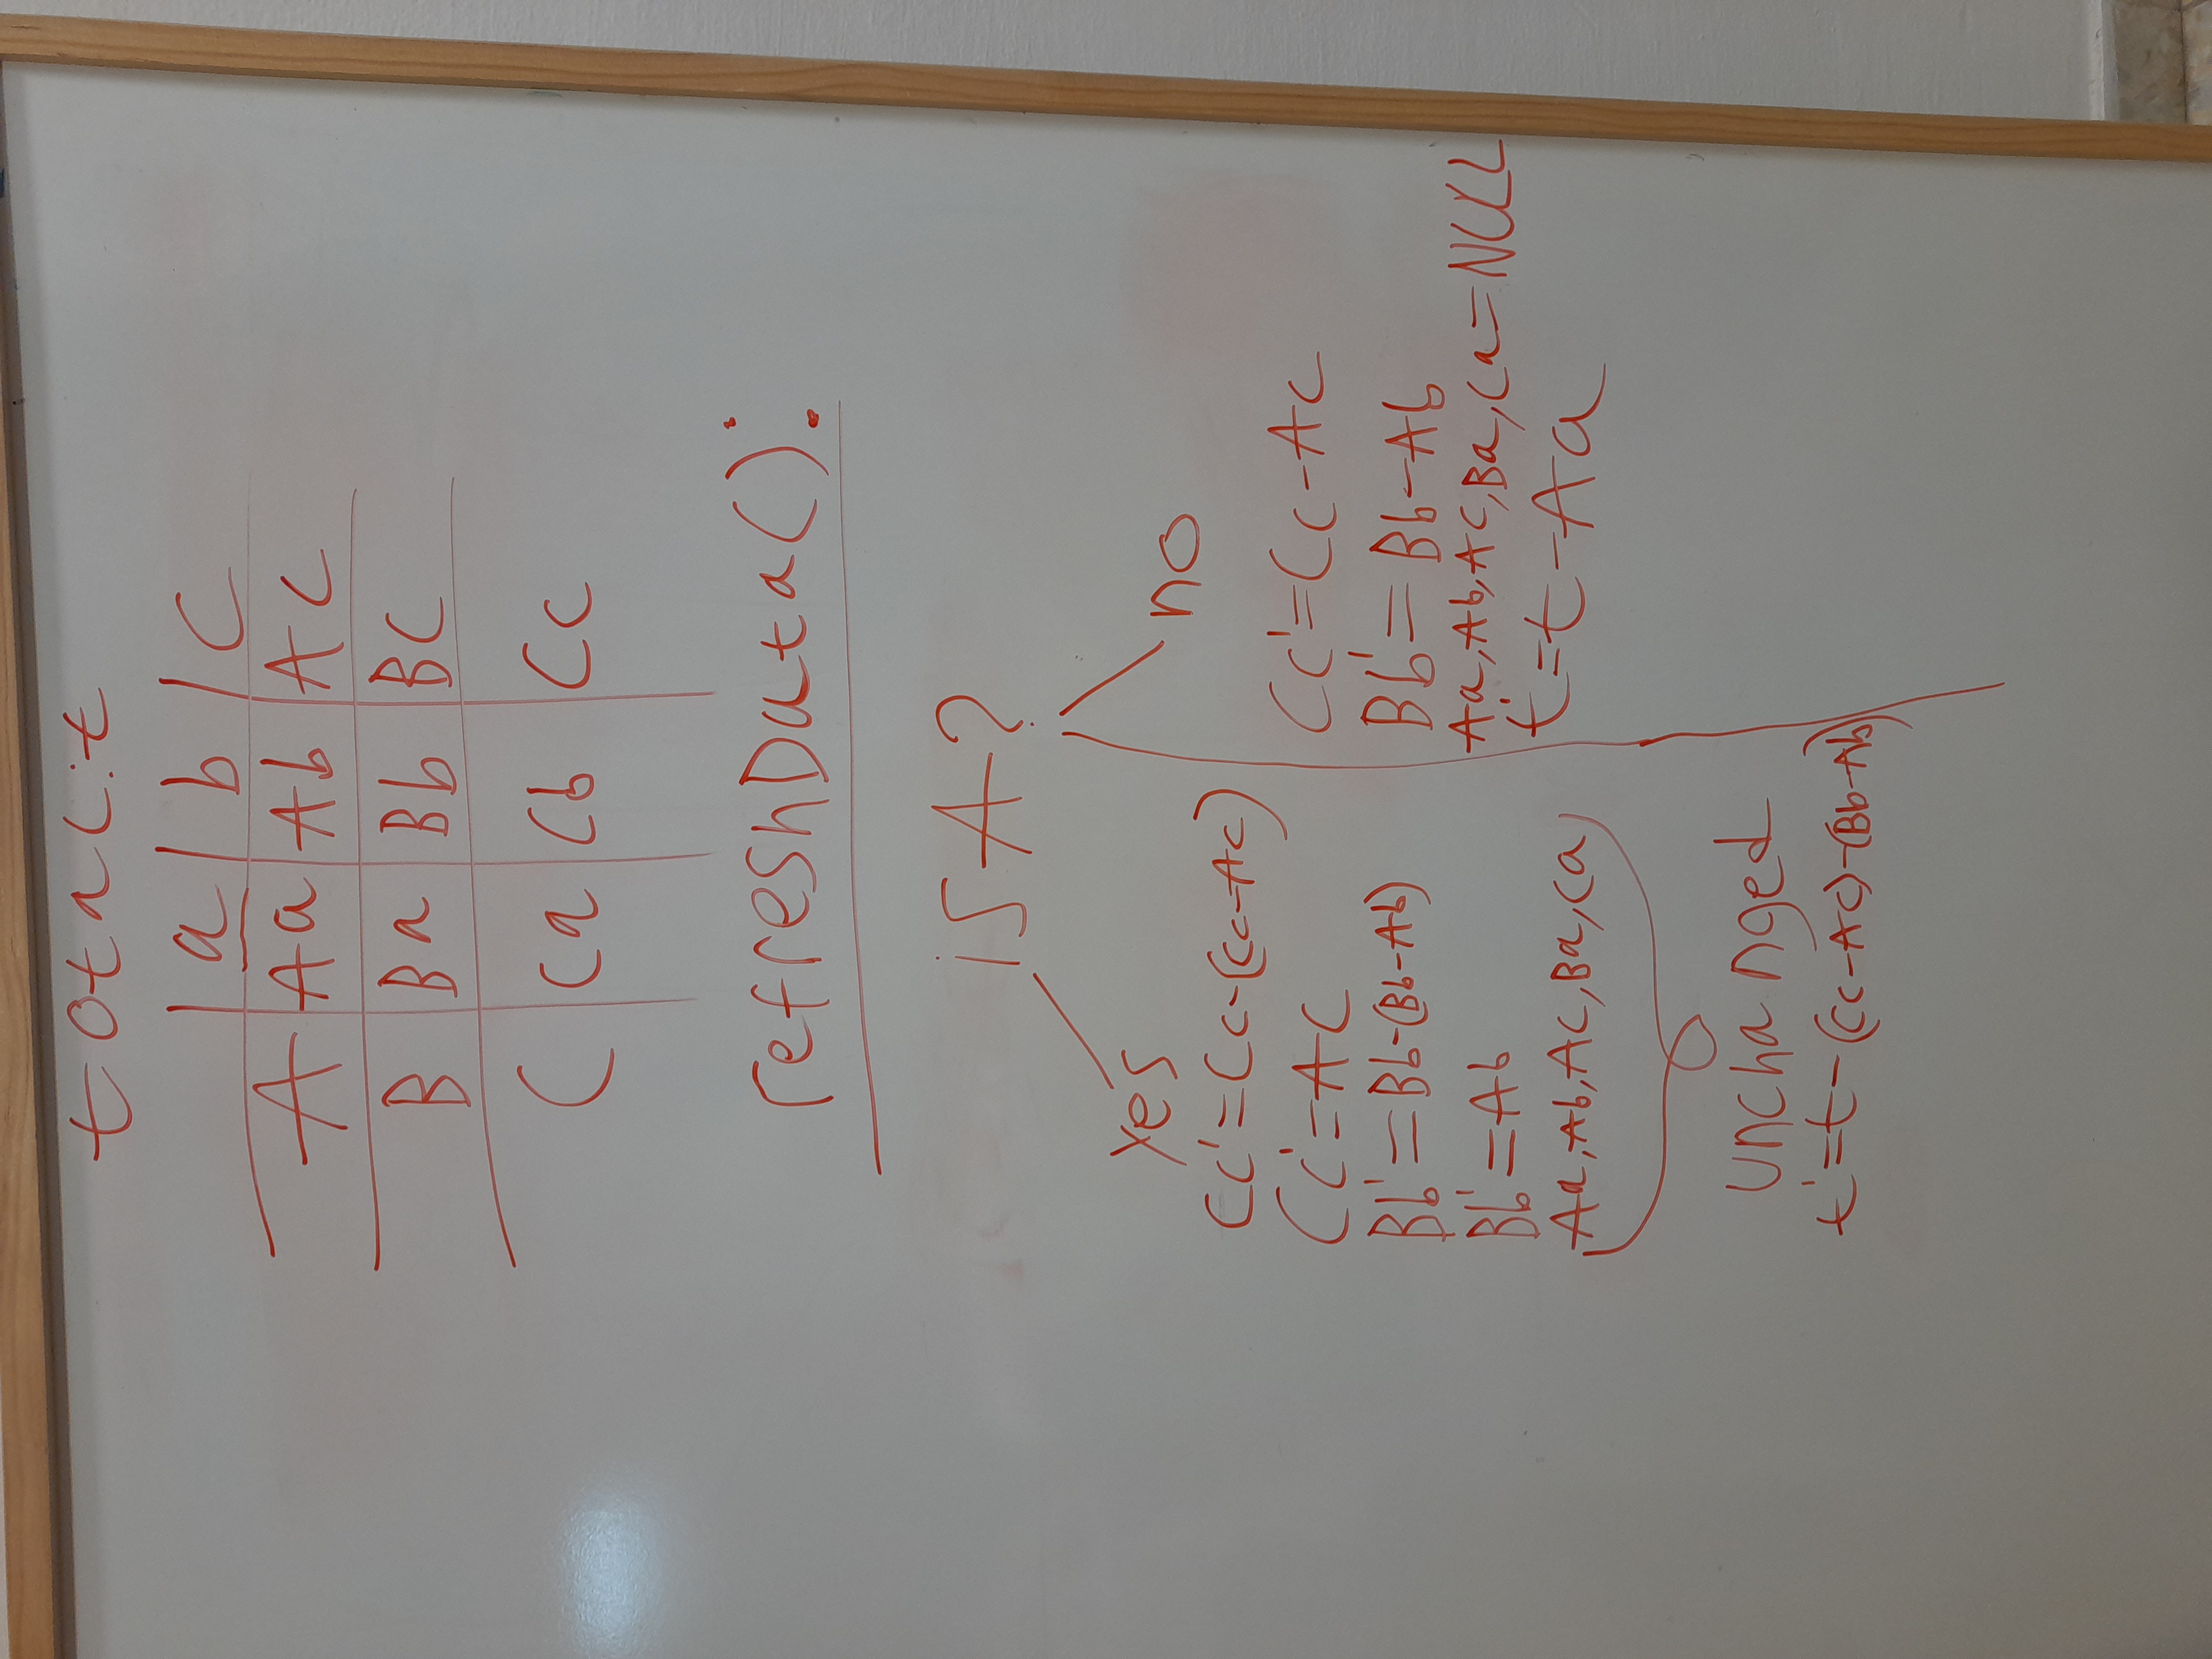 total:t
a b c
A Aa Ab Ac
B Ba Bb Bc
C Ca Cb Cc
refreshData():
is A?
yes
Cc'=Cc-(Cc-Ac)
Cc'=Ac
Bb'=Bb-(Bb-Ab)
Bb'=Ab
Aa,Ab,Ac,Ba,Ca
unchanged
t'=t-(Cc-Ac)-(Bb-Ab)
no
Cc'=Cc-Ac
Bb'=Bb-Ab
Aa,Ab,Ac,Ba,Ca=NULL
t'=t-Aa